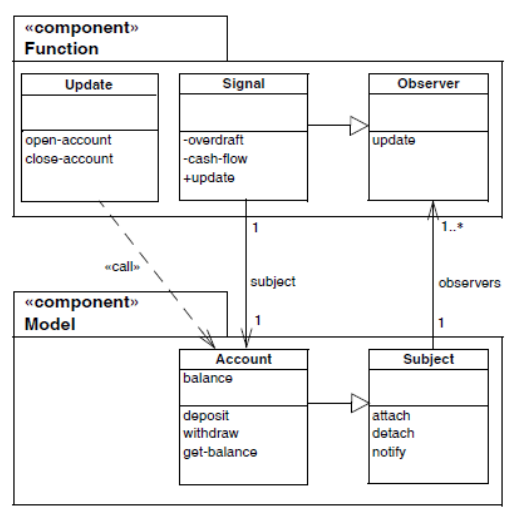 «component»
Function
Update
open-account
close-account
Signal
-overdraft
-cash-flow
+update
Observer
update
«call»
1
subject
1
1..*
observers
1
«component»
Model
Account
balance
deposit
withdraw
get-balance
Subject
attach
detach
notify